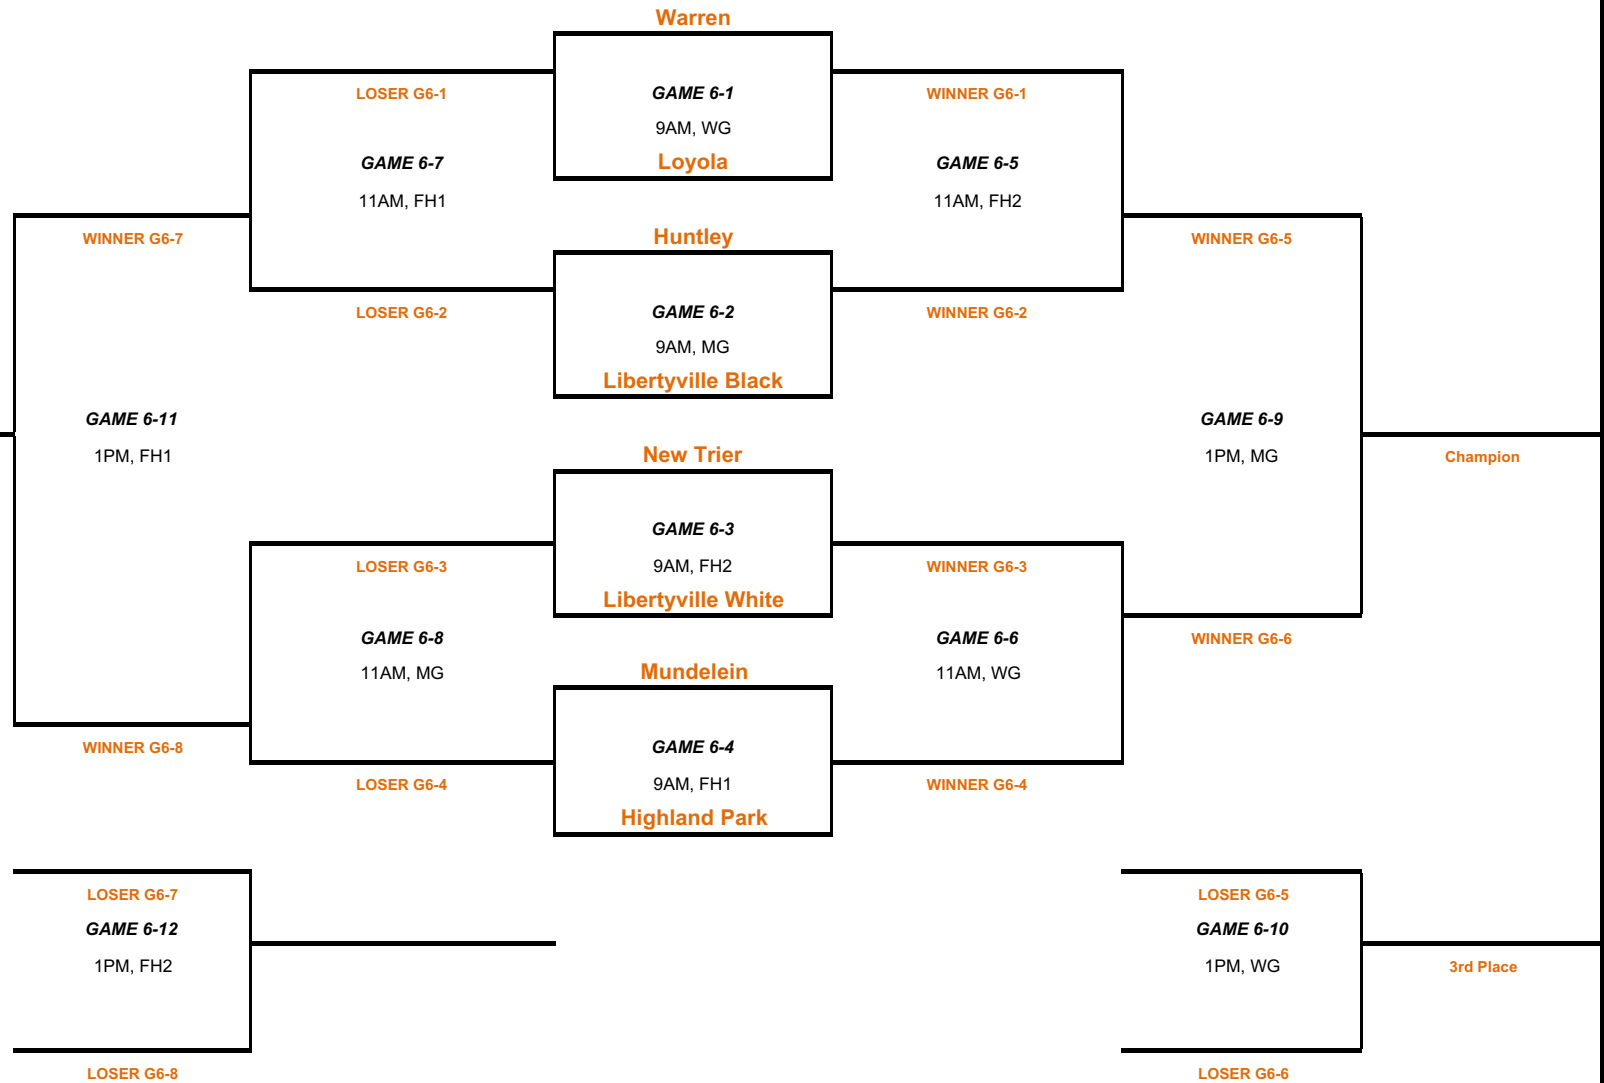 Warren
LOSER G6-1
GAME 6-1
WINNER G6-1
9AM, WG
GAME 6-7
Loyola
GAME 6-5
11AM, FH1
11AM, FH2
WINNER G6-7
Huntley
WINNER G6-5
LOSER G6-2
GAME 6-2
WINNER G6-2
9AM, MG
Libertyville Black
GAME 6-11
GAME 6-9
1PM, FH1
New Trier
1PM, MG
Champion
GAME 6-3
LOSER G6-3
9AM, FH2
WINNER G6-3
Libertyville White
GAME 6-8
GAME 6-6
WINNER G6-6
11AM, MG
Mundelein
11AM, WG
WINNER G6-8
GAME 6-4
LOSER G6-4
9AM, FH1
WINNER G6-4
Highland Park
LOSER G6-7
LOSER G6-5
GAME 6-12
GAME 6-10
1PM, FH2
1PM, WG
3rd Place
LOSER G6-8
LOSER G6-6